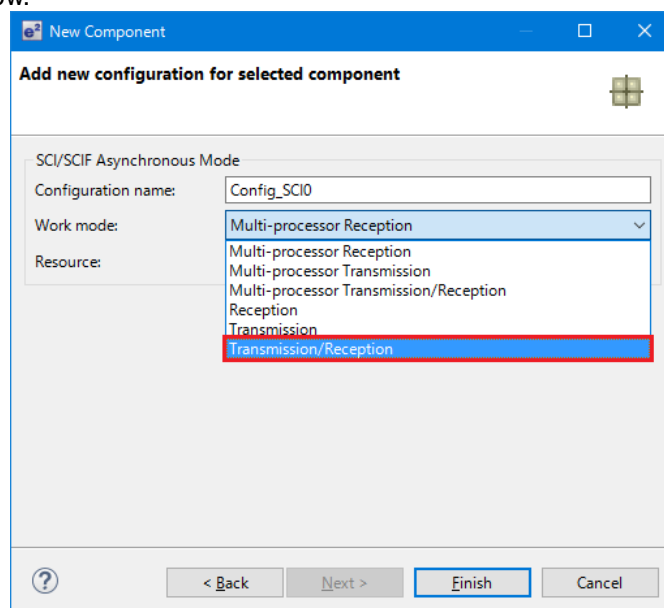 ow.
e² New Component
Add new configuration for selected component
SCI/SCIF Asynchronous Mode
Configuration name: Config_SCI0
Work mode: Multi-processor Reception
Resource:
Multi-processor Reception
Multi-processor Transmission
Multi-processor Transmission/Reception
Reception
Transmission
Transmission/Reception
? < Back Next > Finish Cancel